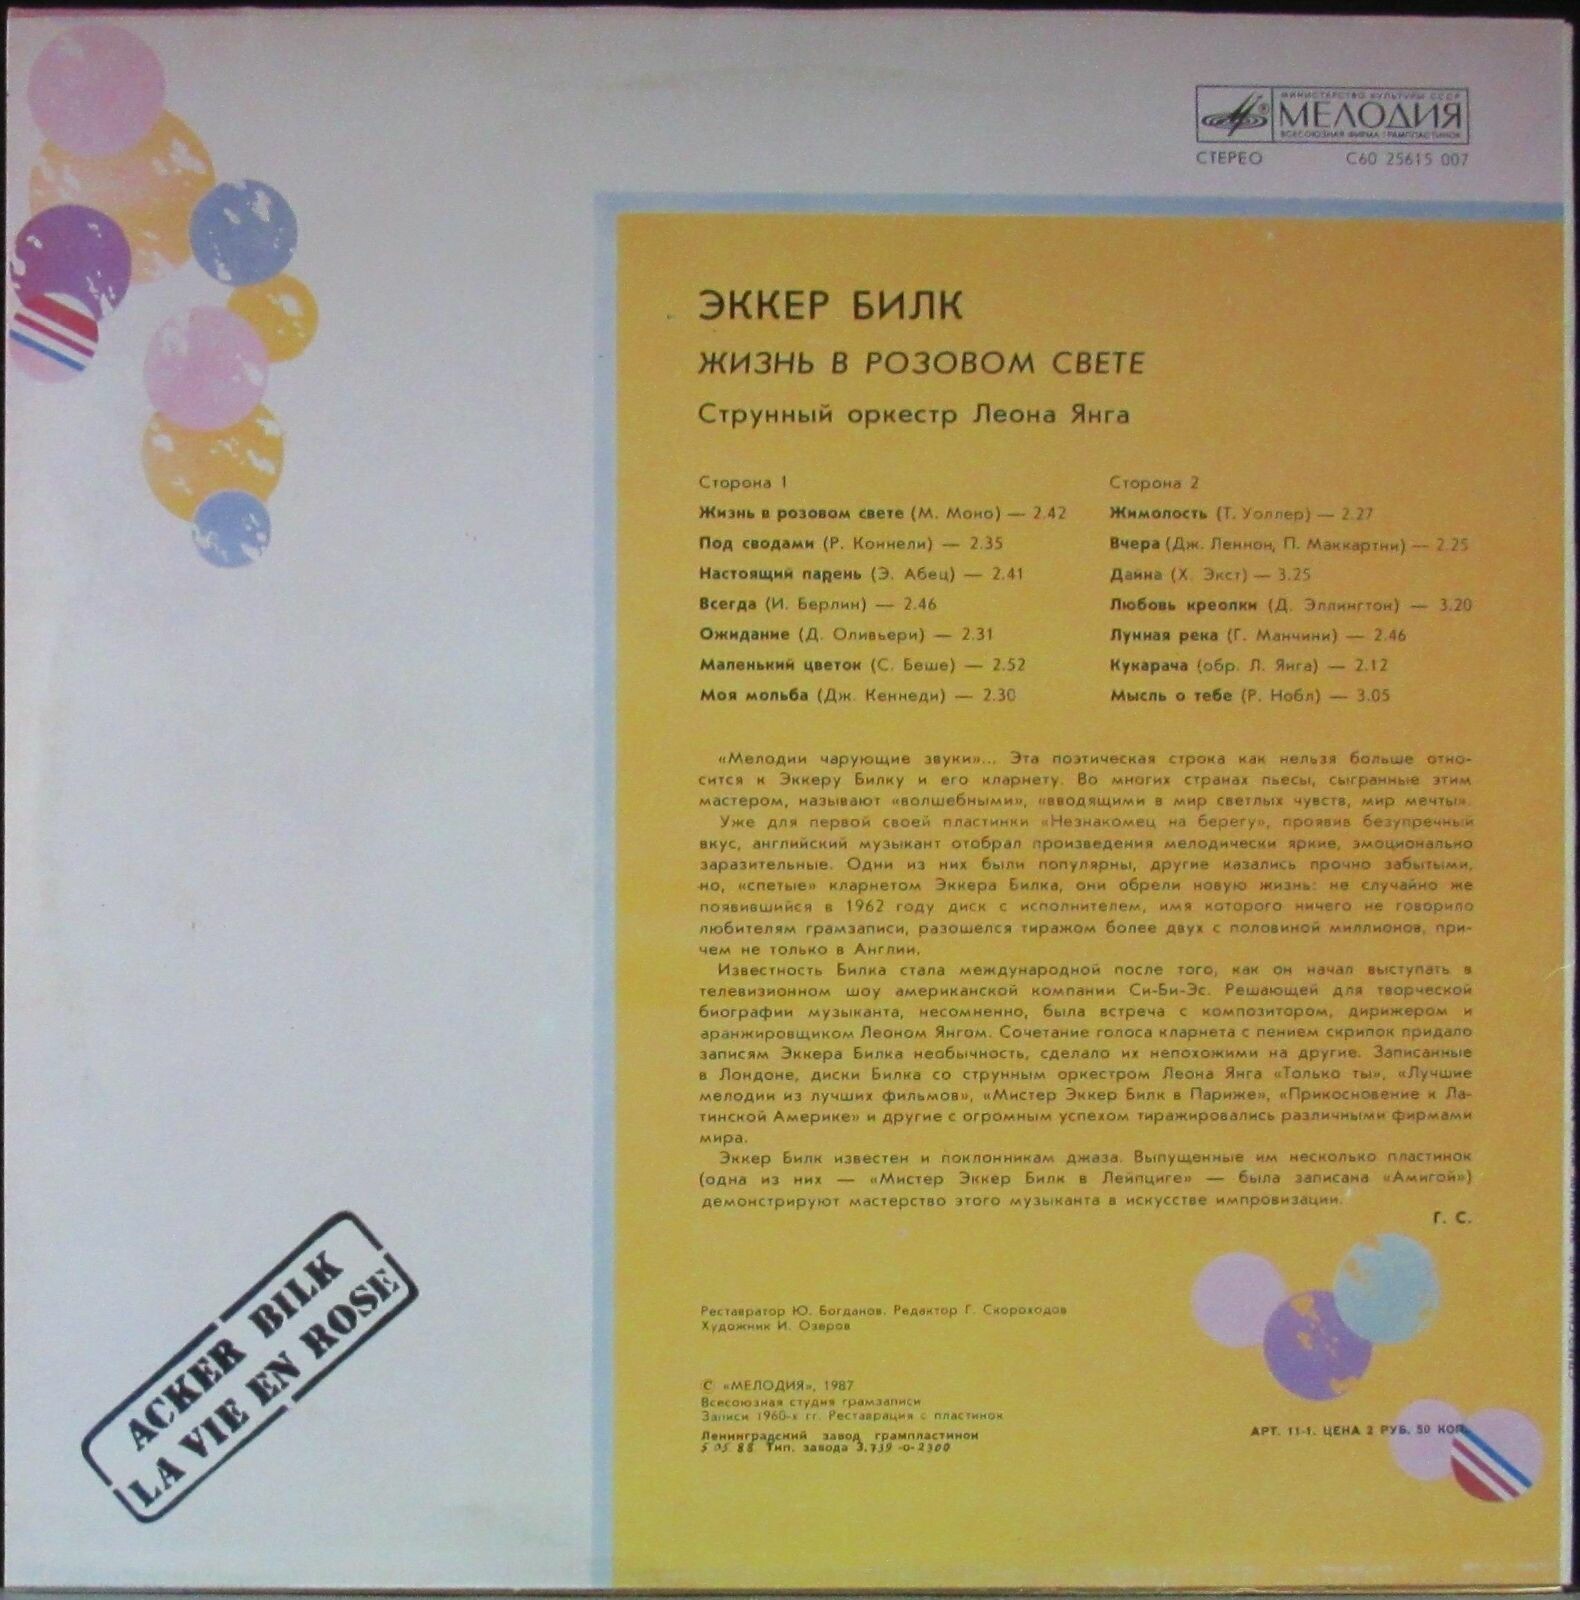 МИНИСТЕРСТВО КУЛЬТУРЫ СССР
МЕЛОДИЯ
ВСЕСОЮЗНАЯ ФИРМА ГРАМПЛАСТИНОК
СТЕРЕО С60 25615 007
ЭККЕР БИЛК
ЖИЗНЬ В РОЗОВОМ СВЕТЕ
Струнный оркестр Леона Янга
Сторона 1
Жизнь в розовом свете (М. Моно) — 2.42
Под сводами (Р. Коннели) — 2.35
Настоящий парень (Э. Абец) — 2.41
Всегда (И. Берлин) — 2.46
Ожидание (Д. Оливьери) — 2.31
Маленький цветок (С. Беше) — 2.52
Моя мольба (Дж. Кеннеди) — 2.30
Сторона 2
Жимолость (Т. Уоллер) — 2.27
Вчера (Дж. Леннон, П. Маккартни) — 2.25
Дайна (Х. Экст) — 3.25
Любовь креолки (Д. Эллингтон) — 3.20
Лунная река (Г. Манчини) — 2.46
Кукарача (обр. Л. Янга) — 2.12
Мысль о тебе (Р. Нобл) — 3.05
«Мелодии чарующие звуки»... Эта поэтическая строка как нельзя больше отно-
сится к Эккеру Билку и его кларнету. Во многих странах пьесы, сыгранные этим
мастером, называют «волшебными», «вводящими в мир светлых чувств, мир мечты».
Уже для первой своей пластинки «Незнакомец на берегу», проявив безупречный
вкус, английский музыкант отобрал произведения мелодически яркие, эмоционально
заразительные. Одни из них были популярны, другие казались прочно забытыми,
но, «спетые» кларнетом Эккера Билка, они обрели новую жизнь: не случайно же
появившийся в 1962 году диск с исполнителем, имя которого ничего не говорило
любителям грамзаписи, разошелся тиражом более двух с половиной миллионов, при-
чем не только в Англии.
Известность Билка стала международной после того, как он начал выступать в
телевизионном шоу американской компании Си-Би-Эс. Решающей для творческой
биографии музыканта, несомненно, была встреча с композитором, дирижером и
аранжировщиком Леоном Янгом. Сочетание голоса кларнета с пением скрипок придало
записям Эккера Билка необычность, сделало их непохожими на другие. Записанные
в Лондоне, диски Билка со струнным оркестром Леона Янга «Только ты», «Лучшие
мелодии из лучших фильмов», «Мистер Эккер Билк в Париже», «Прикосновение к Ла-
тинской Америке» и другие с огромным успехом тиражировались различными фирмами
мира.
Эккер Билк известен и поклонникам джаза. Выпущенные им несколько пластинок
(одна из них — «Мистер Эккер Билк в Лейпциге» — была записана «Амигой»)
демонстрируют мастерство этого музыканта в искусстве импровизации.
Г. С.
Реставратор Ю. Богданов. Редактор Г. Скороходов
Художник И. Озеров
© «МЕЛОДИЯ», 1987
Всесоюзная студия грамзаписи
Записи 1960-х гг. Реставрация с пластинок
Ленинградский завод грампластинок
5 05 88 Тип. завода З.739-0-2300
АРТ. 11-1. ЦЕНА 2 РУБ. 50 КОП.
ACKER BILK
LA VIE EN ROSE